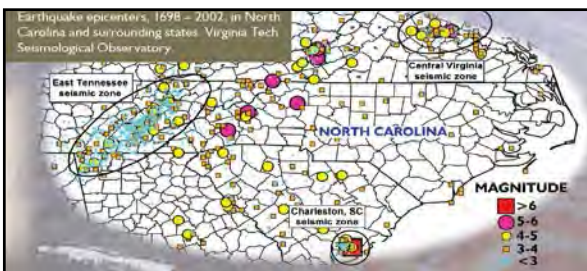 Earthquake epicenters, 1698 – 2002, in North
Carolina and surrounding states. Virginia Tech
Seismological Observatory.
Central Virginia
seismic zone
East Tennessee
seismic zone
NORTH CAROLINA
Charleston, SC
seismic zone
MAGNITUDE
>6
5-6
4-5
3-4
<3